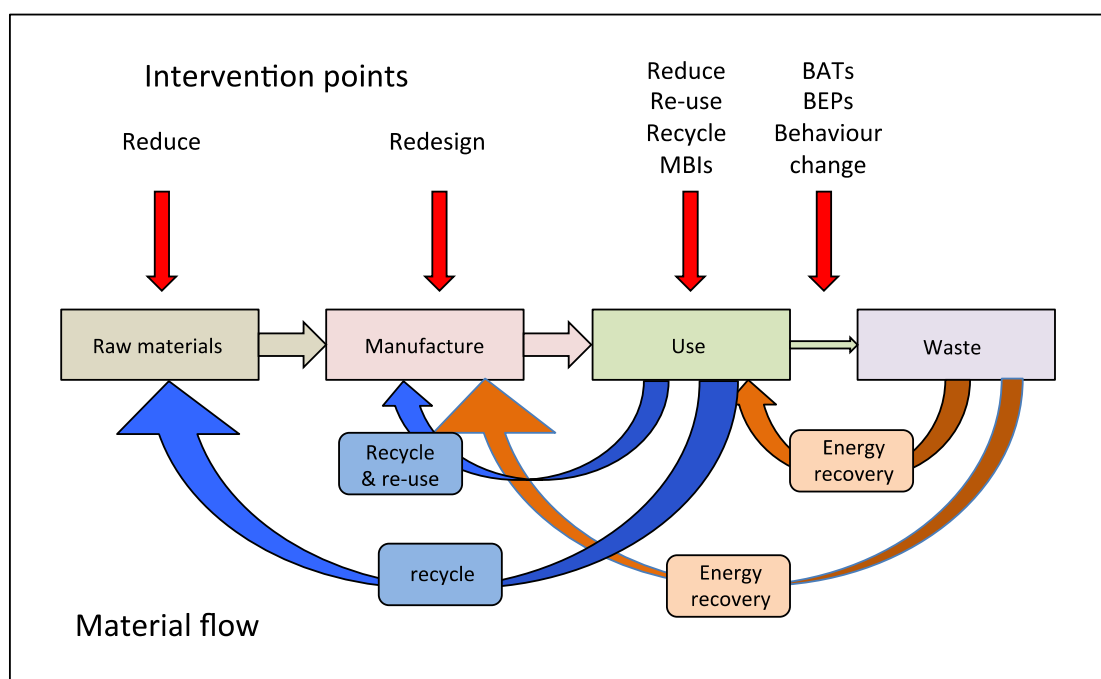 Intervention points
Reduce
Redesign
Reduce
Re-use
Recycle
MBIs
BATs
BEPs
Behaviour
change
Raw materials
Manufacture
Use
Waste
Recycle
& re-use
Energy
recovery
recycle
Energy
recovery
Material flow